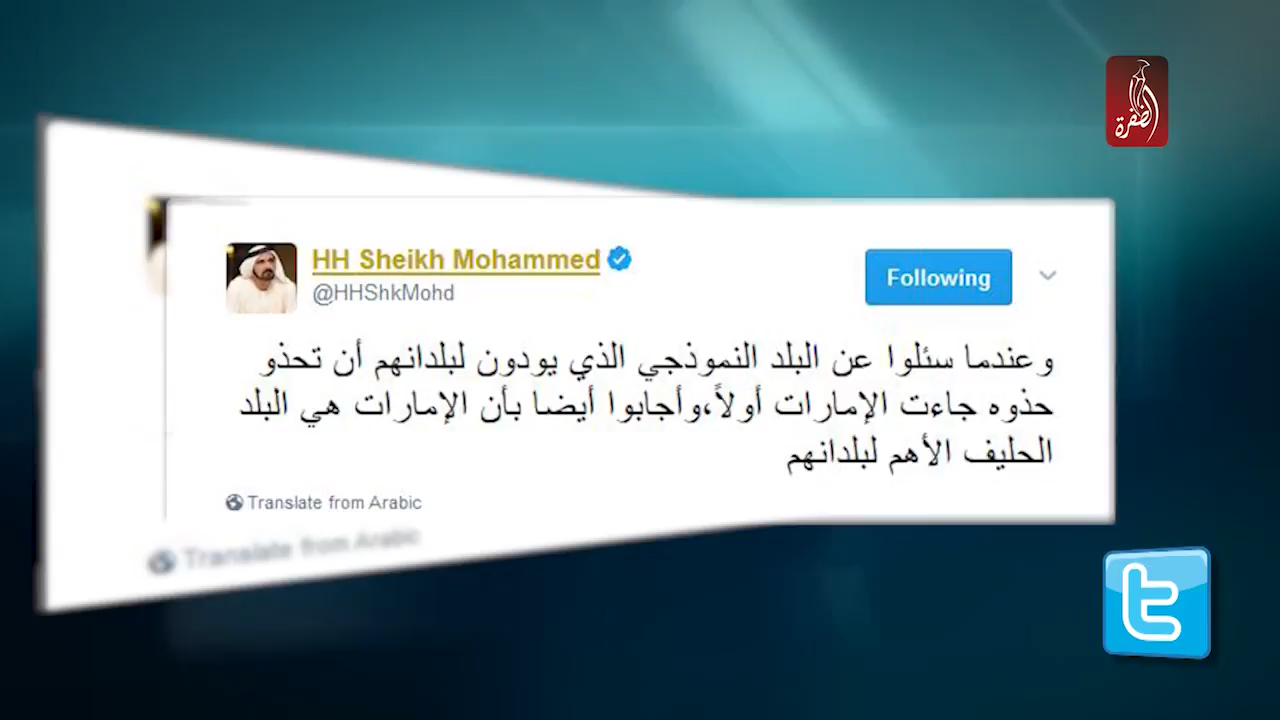 الظفرة
HH Sheikh Mohammed
@HHShkMohd
Following
وعندما سئلوا عن البلد النموذجي الذي يودون لبلدانهم أن تحذو
حذوه جاءت الإمارات أولاً،وأجابوا أيضا بأن الإمارات هي البلد
الحليف الأهم لبلدانهم
Translate from Arabic
Translate from Arabic
t